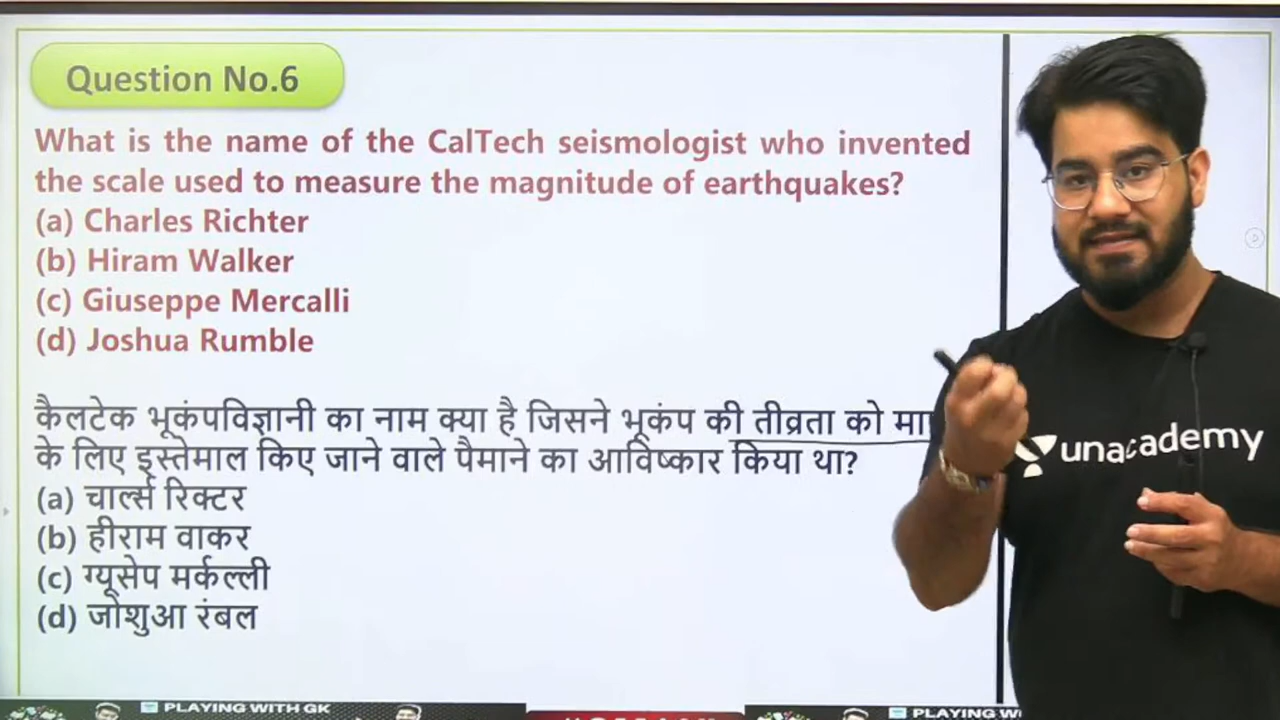 Question No.6
What is the name of the CalTech seismologist who invented
the scale used to measure the magnitude of earthquakes?
(a) Charles Richter
(b) Hiram Walker
(c) Giuseppe Mercalli
(d) Joshua Rumble
कैलटेक भूकंपविज्ञानी का नाम क्या है जिसने भूकंप की तीव्रता को
के लिए इस्तेमाल किए जाने वाले पैमाने का आविष्कार किया था?
(a) चार्ल्स रिक्टर
(b) हीराम वाकर
(c) ग्यूसेप मर्कल्ली
(d) जोशुआ रंबल
unacademy
PLAYING WITH GK
PLAYING